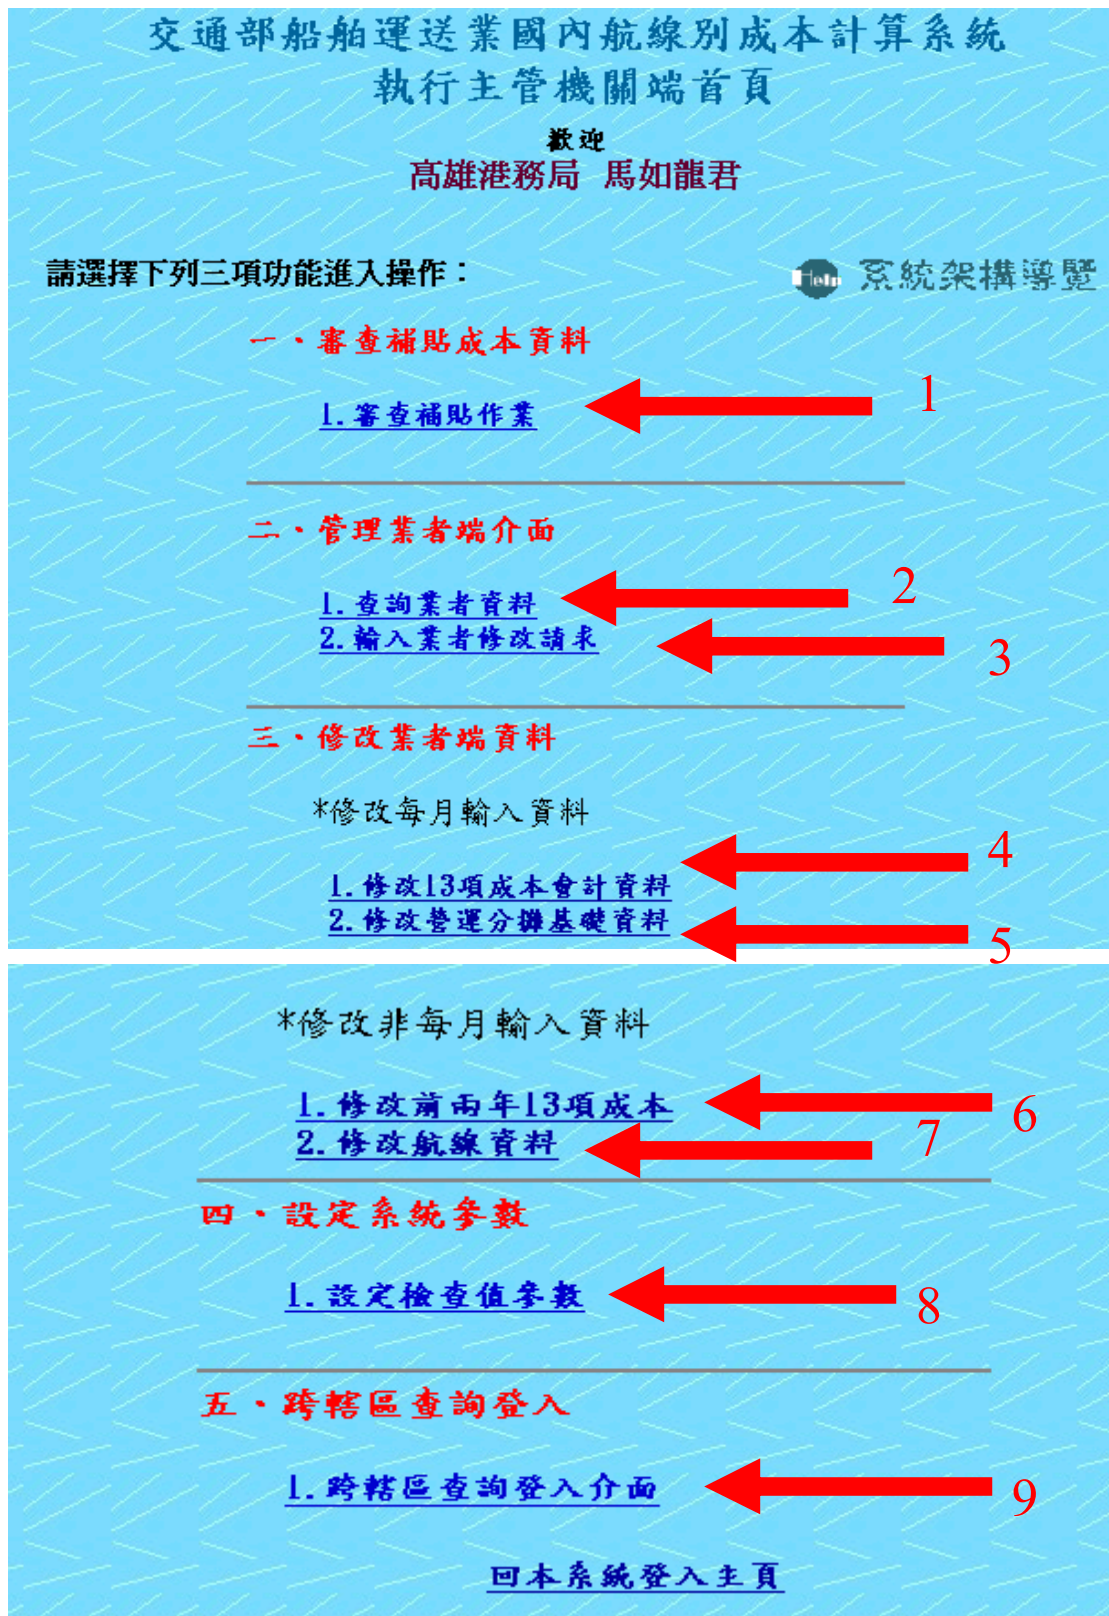 交通部船舶運送業國內航線別成本計算系統
執行主管機關端首頁
歡迎
高雄港務局 馬如龍君
請選擇下列三項功能進入操作：
Help 系統架構導覽
一、審查補貼成本資料
1.審查補貼作業
1
二、管理業者端介面
1.查詢業者資料
2
2.輸入業者修改請求
3
三、修改業者端資料
*修改每月輸入資料
4
1.修改13項成本會計資料
2.修改營運分攤基礎資料
5
*修改非每月輸入資料
1.修改前兩年13項成本
6
2.修改航線資料
7
四、設定系統參數
1.設定檢查值參數
8
五、跨轄區查詢登入
1.跨轄區查詢登入介面
9
回本系統登入主頁